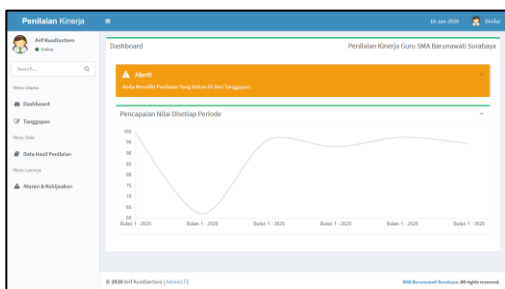 Penilaian Kinerja
16-Jan-2020
Dinilai
Arif Kusdiantoro
Online
Search...
Menu Utama
Dashboard
Tanggapan
Menu Data
Data Hasil Penilaian
Menu Lainnya
Aturan & Kebijakan
Dashboard
Penilaian Kinerja Guru SMA Barunawati Surabaya
Alert!
Anda Memiliki Penilaian Yang Belum Di Beri Tanggapan.
Pencapaian Nilai Disetiap Periode
100
95
90
85
80
75
70
65
60
Bulan 1 - 2020
Bulan 1 - 2020
Bulan 1 - 2020
Bulan 1 - 2020
Bulan 1 - 2020
Bulan 1 - 2020
© 2020 Arif Kusdiantoro | AdminLTE
SMA Barunawati Surabaya. All rights reserved.